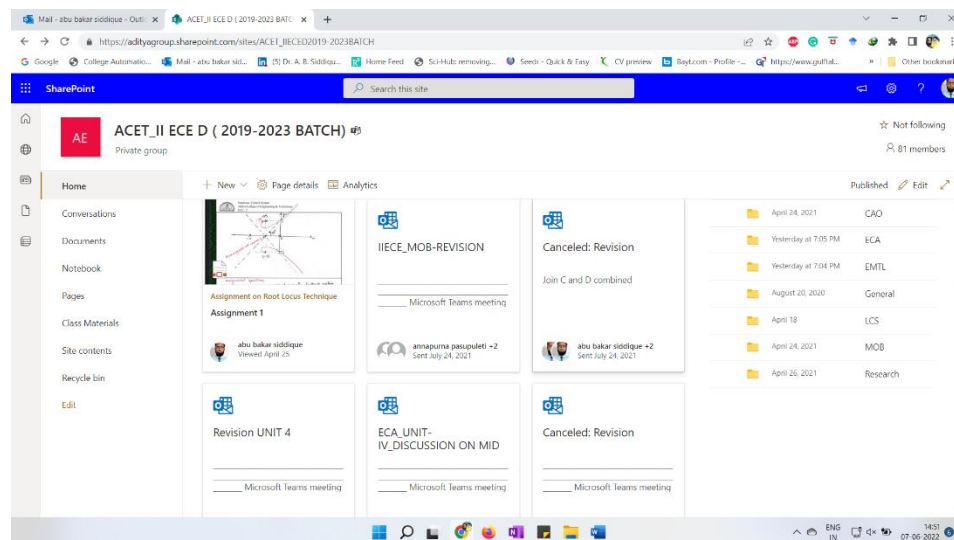 Mail - abu bakar siddique - Outl
ACET_II ECE D ( 2019-2023 BATC
https://adityagroup.sharepoint.com/sites/ACET_IIECED2019-2023BATCH
Google
College Automatio...
Mail - abu bakar sid...
(5) Dr. A. B. Siddiqu...
Home Feed
Sci-Hub: removing...
Seedr - Quick & Easy
CV preview
Bayt.com - Profile -...
https://www.gulftal...
»
Other bookmark
SharePoint
Search this site
AE
ACET_II ECE D ( 2019-2023 BATCH)
Private group
Not following
81 members
Home
Conversations
Documents
Notebook
Pages
Class Materials
Site contents
Recycle bin
Edit
New
Page details
Analytics
Published
Edit
Assignment on Root Locus Technique
Assignment 1
abu bakar siddique
Viewed April 25
IIECE_MOB-REVISION
Microsoft Teams meeting
annapurna pasupuleti +2
Sent July 24, 2021
Canceled: Revision
Join C and D combined
abu bakar siddique +2
Sent July 24, 2021
Revision UNIT 4
Microsoft Teams meeting
ECA_UNIT-
IV_DISCUSSION ON MID
Microsoft Teams meeting
Canceled: Revision
Microsoft Teams meeting
April 24, 2021 CAO
Yesterday at 7:05 PM ECA
Yesterday at 7:04 PM EMTL
August 20, 2020 General
April 18 LCS
April 24, 2021 MOB
April 26, 2021 Research
ENG
IN
14:51
07-06-2022
6